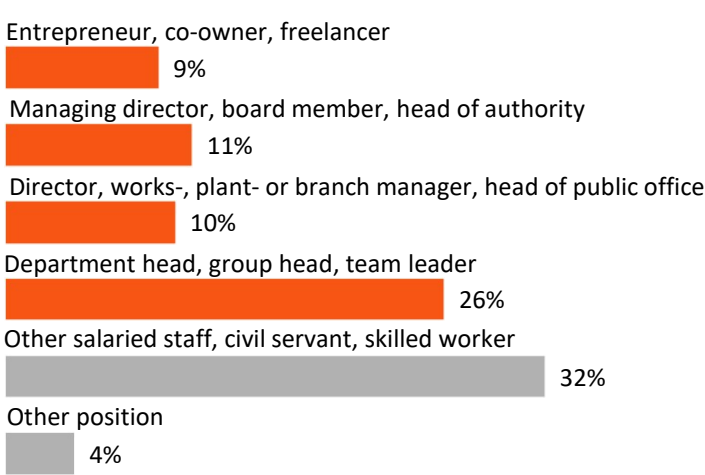 Entrepreneur, co-owner, freelancer
9%
Managing director, board member, head of authority
11%
Director, works-, plant- or branch manager, head of public office
10%
Department head, group head, team leader
26%
Other salaried staff, civil servant, skilled worker
32%
Other position
4%